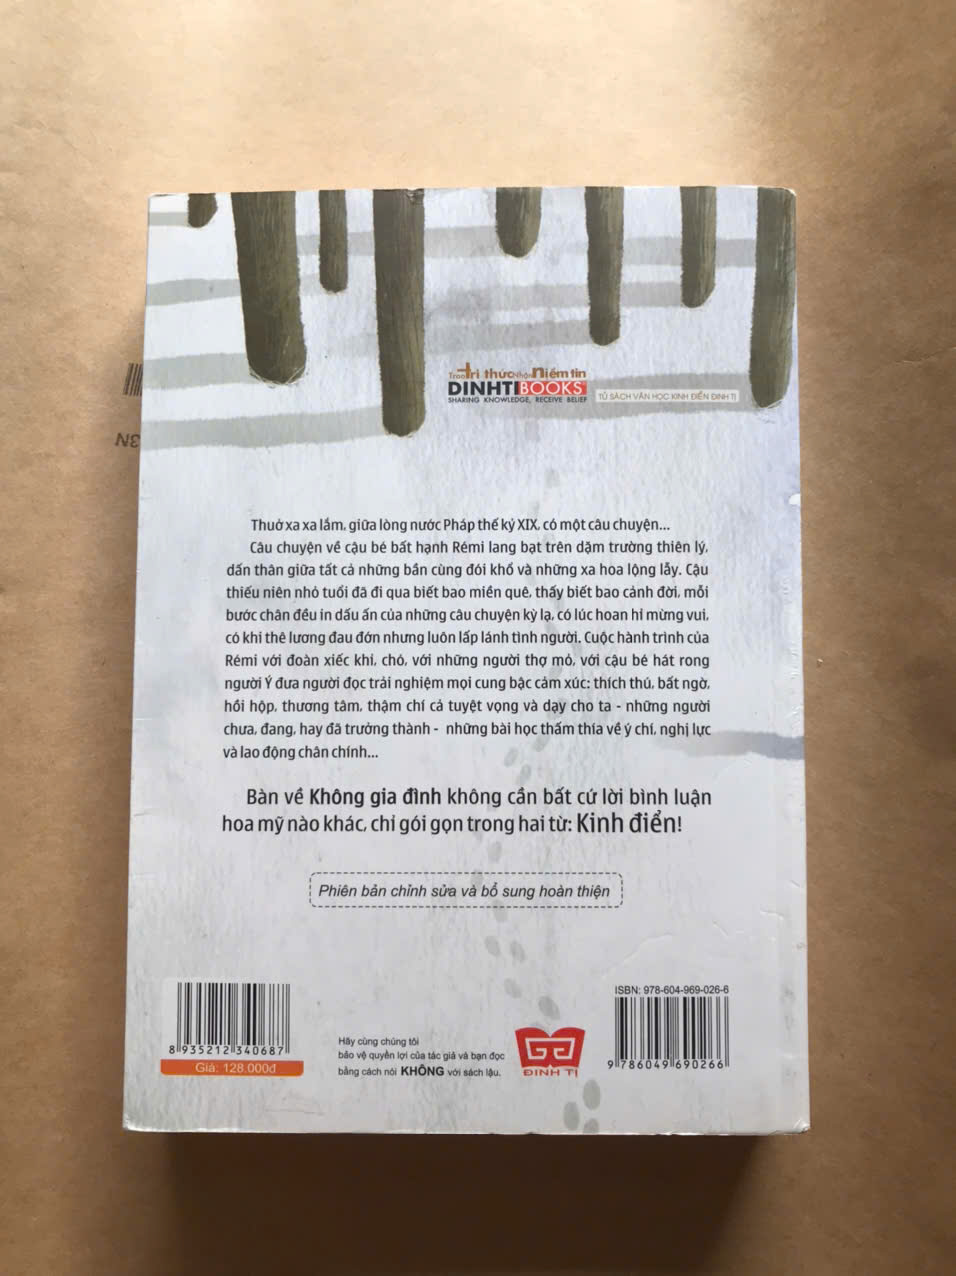 Trao tri thức Nhận niềm tin
DINHTIBOOKS
SHARING KNOWLEDGE, RECEIVE BELIEF
TỦ SÁCH VĂN HỌC KINH ĐIỂN ĐINH TỊ
3N
Thuở xa xa lắm, giữa lòng nước Pháp thế kỷ XIX, có một câu chuyện...
Câu chuyện về cậu bé bất hạnh Rémi lang bạt trên dặm trường thiên lý,
dấn thân giữa tất cả những bần cùng đói khổ và những xa hoa lộng lẫy. Cậu
thiếu niên nhỏ tuổi đã đi qua biết bao miền quê, thấy biết bao cảnh đời, mỗi
bước chân đều in dấu ấn của những câu chuyện kỳ lạ, có lúc hoan hỉ mừng vui,
có khi thê lương đau đớn nhưng luôn lấp lánh tình người. Cuộc hành trình của
Rémi với đoàn xiếc khỉ, chó, với những người thợ mỏ, với cậu bé hát rong
người Ý đưa người đọc trải nghiệm mọi cung bậc cảm xúc: thích thú, bất ngờ,
hồi hộp, thương tâm, thậm chí cả tuyệt vọng và dạy cho ta - những người
chưa, đang, hay đã trưởng thành - những bài học thấm thía về ý chí, nghị lực
và lao động chân chính...
Bàn về Không gia đình không cần bất cứ lời bình luận
hoa mỹ nào khác, chỉ gói gọn trong hai từ: Kinh điển!
Phiên bản chỉnh sửa và bổ sung hoàn thiện
8 935212 340687
Giá: 128.000đ
Hãy cùng chúng tôi
bảo vệ quyền lợi của tác giả và bạn đọc
bằng cách nói KHÔNG với sách lậu.
ĐINH TỊ
ISBN: 978-604-969-026-6
9 786049 690266